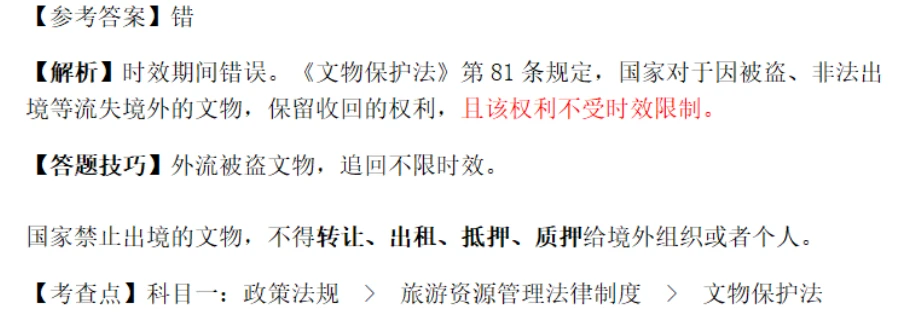 【参考答案】错
【解析】时效期间错误。《文物保护法》第 81 条规定，国家对于因被盗、非法出
境等流失境外的文物，保留收回的权利，且该权利不受时效限制。
【答题技巧】外流被盗文物，追回不限时效。
国家禁止出境的文物，不得转让、出租、抵押、质押给境外组织或者个人。
【考查点】科目一：政策法规 > 旅游资源管理法律制度 > 文物保护法